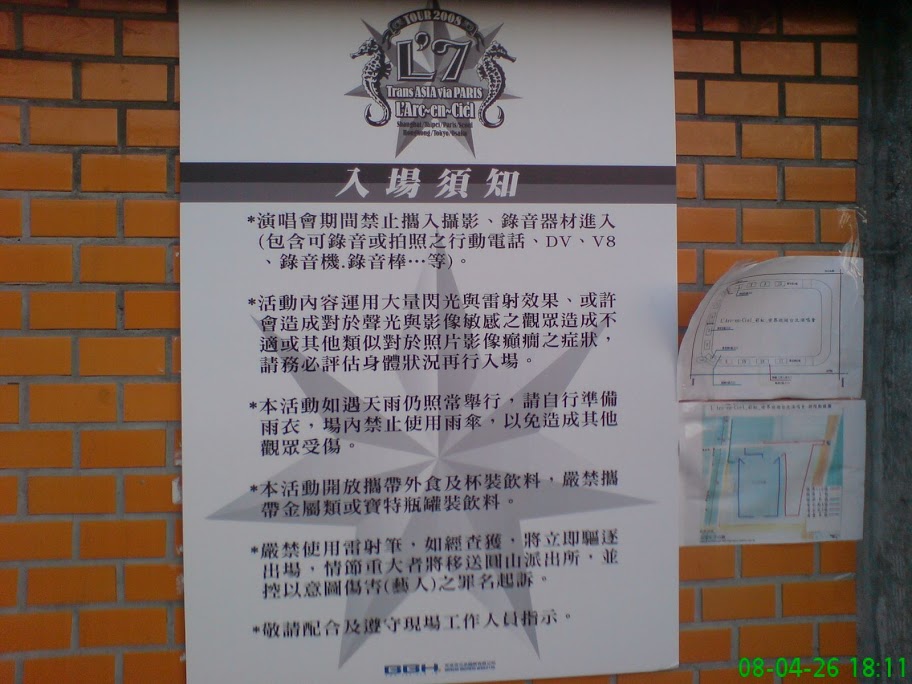 TOUR 2008
L'7
Trans ASIA via PARIS
L'Arc~en~Ciel
Shanghai/Taipei/Paris/Seoul
Hongkong/Tokyo/Osaka
入場須知
*演唱會期間禁止攜入攝影、錄音器材進入
(包含可錄音或拍照之行動電話、DV、V8
、錄音機.錄音棒…等)。
*活動內容運用大量閃光與雷射效果、或許
會造成對於聲光與影像敏感之觀眾造成不
適或其他類似對於照片影像癲癇之症狀，
請務必評估身體狀況再行入場。
*本活動如遇天雨仍照常舉行，請自行準備
雨衣，場內禁止使用雨傘，以免造成其他
觀眾受傷。
*本活動開放攜帶外食及杯裝飲料，嚴禁攜
帶金屬類或寶特瓶罐裝飲料。
*嚴禁使用雷射筆，如經查獲，將立即驅逐
出場，情節重大者將移送圓山派出所，並
控以意圖傷害(藝人)之罪名起訴。
*敬請配合及遵守現場工作人員指示。
08-04-26 18:11